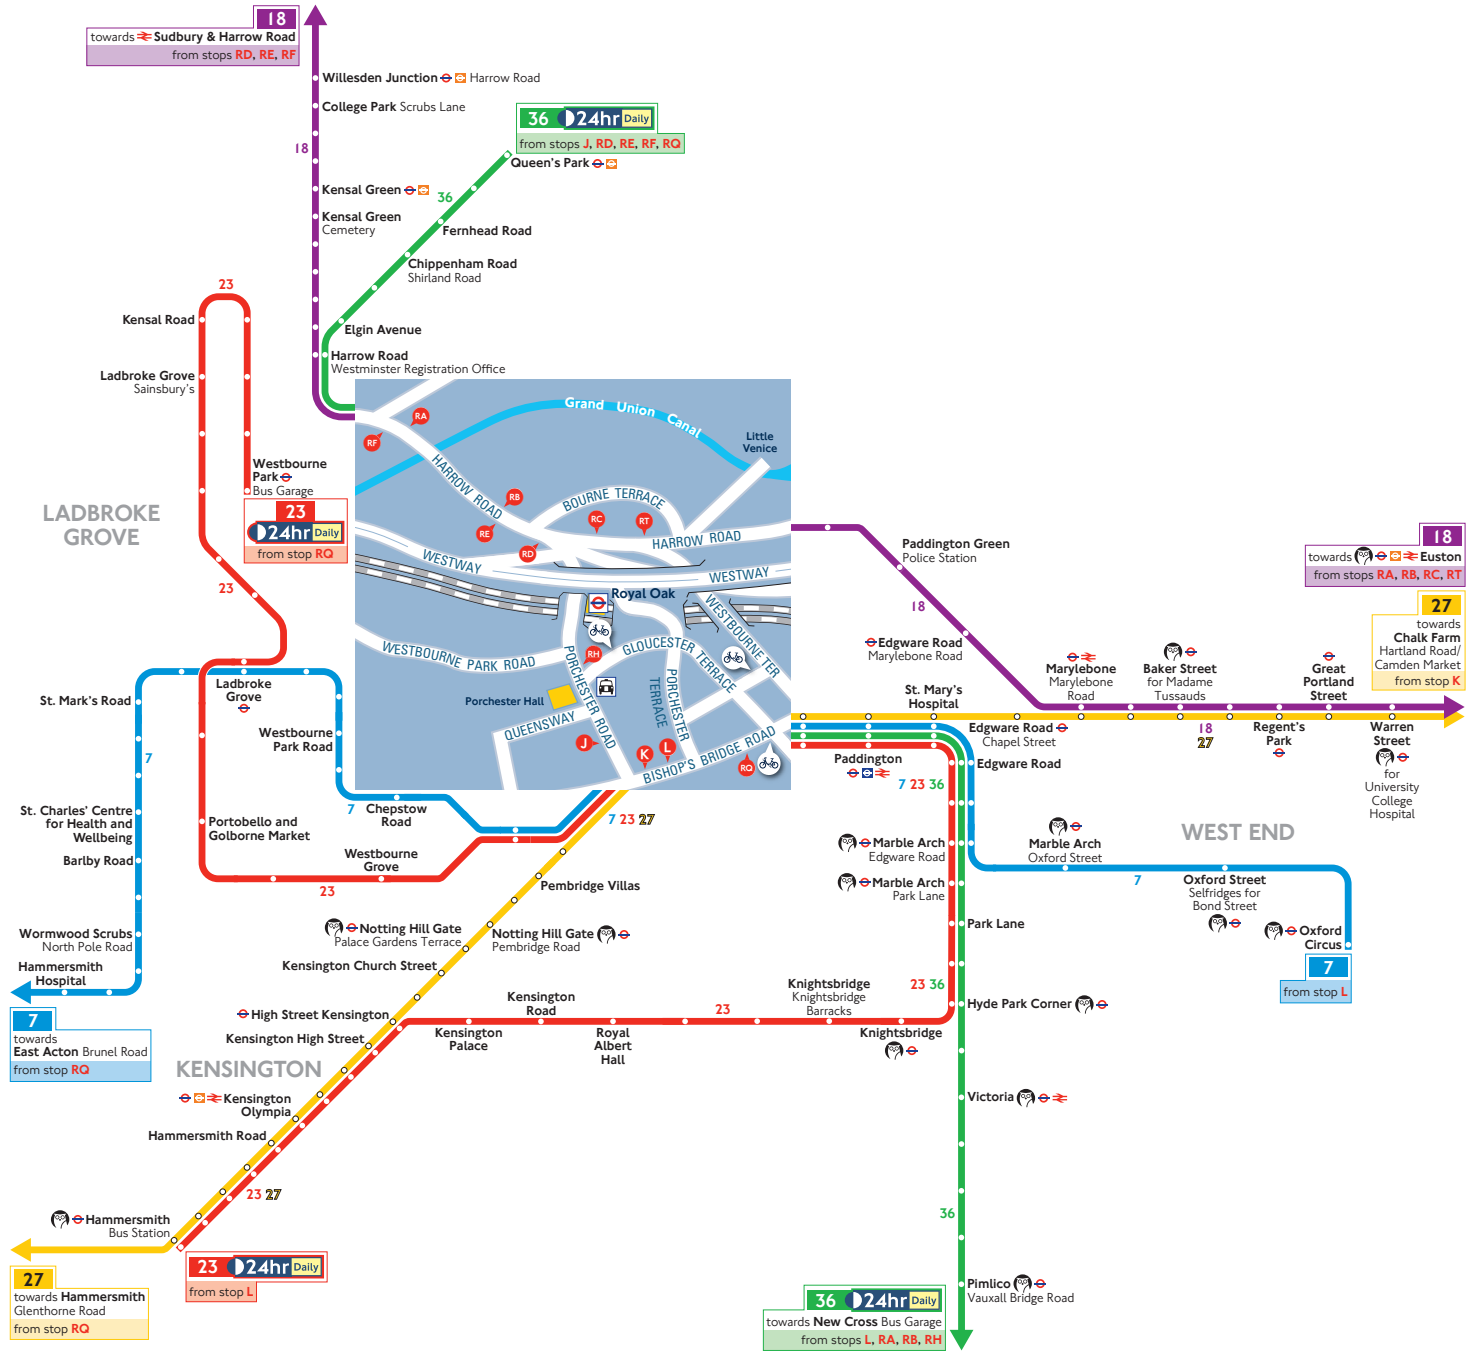 18
towards Sudbury & Harrow Road
from stops RD, RE, RF
Willesden Junction Harrow Road
College Park Scrubs Lane
18
Kensal Green
Kensal Green
Cemetery
36 24hr Daily
from stops J, RD, RE, RF, RQ
Queen's Park
36
Fernhead Road
Chippenham Road
Shirland Road
Elgin Avenue
Harrow Road
Westminster Registration Office
23
Kensal Road
Ladbroke Grove
Sainsbury's
Westbourne
Park
Bus Garage
23
24hr Daily
from stop RQ
LADBROKE
GROVE
23
Grand Union Canal
Little
Venice
RA
RF
HARROW ROAD
RB
RE
RD
BOURNE TERRACE
RC
RT
HARROW ROAD
WESTWAY
WESTWAY
Royal Oak
WESTBOURNE TER
WESTBOURNE PARK ROAD
RH
GLOUCESTER TERRACE
PORCHESTER ROAD
PORCHESTER
TERRACE
Porchester Hall
QUEENSWAY
J
K
L
BISHOP'S BRIDGE ROAD
RQ
Paddington Green
Police Station
18
Edgware Road
Marylebone Road
St. Mary's
Hospital
Marylebone
Marylebone
Road
Baker Street
for Madame
Tussauds
Great
Portland
Street
18
towards Euston
from stops RA, RB, RC, RT
27
towards
Chalk Farm
Hartland Road/
Camden Market
from stop K
Edgware Road
Chapel Street
18
27
Regent's
Park
Warren
Street
for
University
College
Hospital
Paddington
7 23 36
Edgware Road
Marble Arch
Edgware Road
Marble Arch
Park Lane
WEST END
Marble Arch
Oxford Street
7
Oxford Street
Selfridges for
Bond Street
Oxford
Circus
7
from stop L
Park Lane
23 36
Hyde Park Corner
Victoria
36
Pimlico
Vauxall Bridge Road
36 24hr Daily
towards New Cross Bus Garage
from stops L, RA, RB, RH
St. Mark's Road
Ladbroke
Grove
Westbourne
Park Road
7
7
Chepstow
Road
7 23 27
St. Charles' Centre
for Health and
Wellbeing
Barlby Road
Portobello and
Golborne Market
Westbourne
Grove
23
Wormwood Scrubs
North Pole Road
Hammersmith
Hospital
7
towards
East Acton Brunel Road
from stop RQ
Pembridge Villas
Notting Hill Gate
Palace Gardens Terrace
Notting Hill Gate
Pembridge Road
Kensington Church Street
High Street Kensington
Kensington High Street
KENSINGTON
Kensington
Palace
Kensington
Road
Royal
Albert
Hall
23
Knightsbridge
Knightsbridge
Barracks
Knightsbridge
Kensington
Olympia
Hammersmith Road
23 27
Hammersmith
Bus Station
27
towards Hammersmith
Glenthorne Road
from stop RQ
23 24hr Daily
from stop L